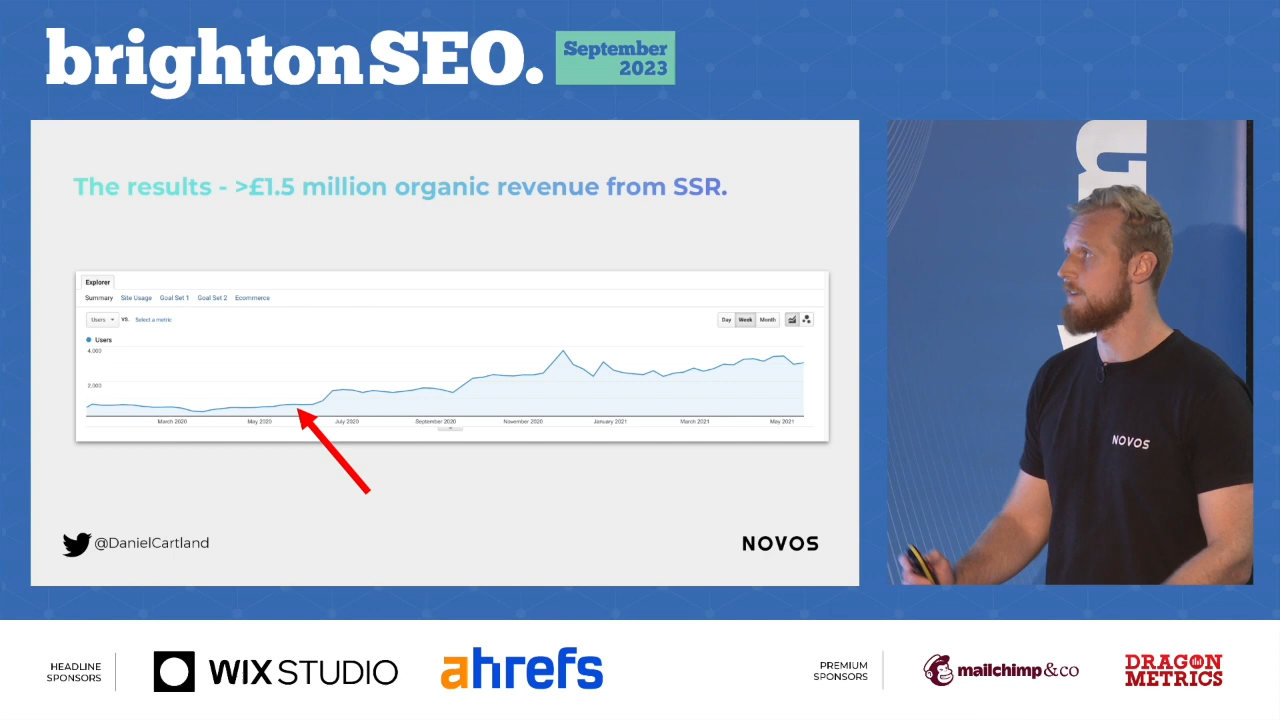 brightonSEO.
September
2023
The results - >£1.5 million organic revenue from SSR.
Explorer
Summary Site Usage Goal Set 1 Goal Set 2 Ecommerce
Users VS. Select a metric
Day Week Month
Users
4,000
2,000
March 2020 May 2020 July 2020 September 2020 November 2020 January 2021 March 2021 May 2021
@DanielCartland
NOVOS
NOVOS
HEADLINE
SPONSORS
WIX STUDIO
ahrefs
PREMIUM
SPONSORS
mailchimp&co
DRAGON
METRICS